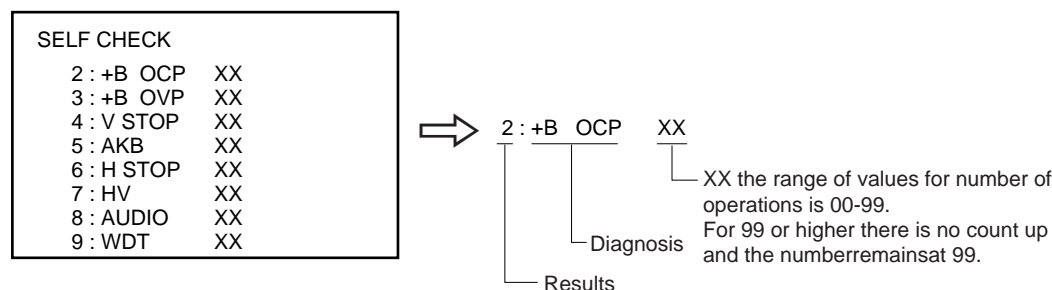 SELF CHECK
2 : +B OCP XX
3 : +B OVP XX
4 : V STOP XX
5 : AKB XX
6 : H STOP XX
7 : HV XX
8 : AUDIO XX
9 : WDT XX
2 : +B OCP XX
XX the range of values for number of
operations is 00-99.
For 99 or higher there is no count up
and the numberremainsat 99.
Diagnosis
Results